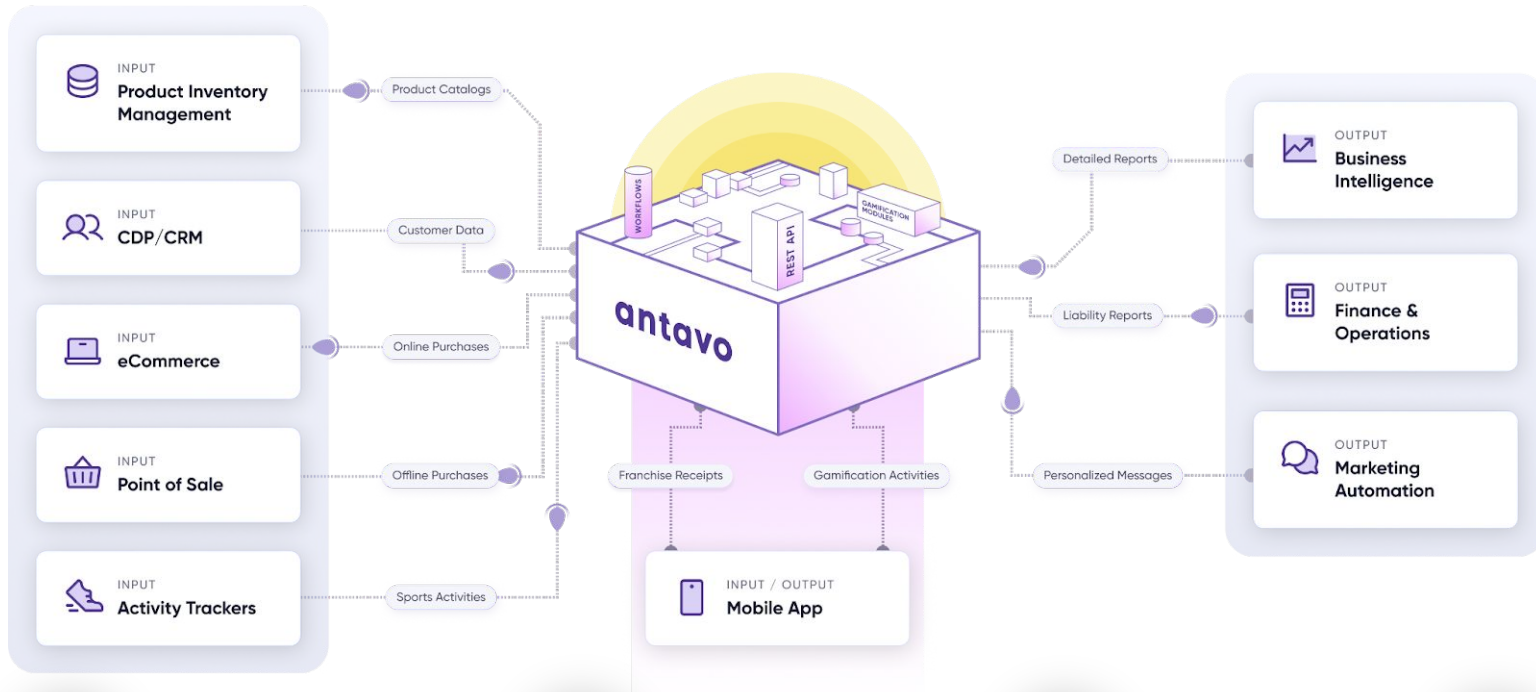 INPUT
Product Inventory
Management
INPUT
CDP/CRM
INPUT
eCommerce
INPUT
Point of Sale
INPUT
Activity Trackers
Product Catalogs
Customer Data
Online Purchases
Offline Purchases
Sports Activities
WORKFLOWS
GAMIFICATION
MODULES
REST API
antavo
Franchise Receipts
Gamification Activities
INPUT / OUTPUT
Mobile App
Detailed Reports
Liability Reports
Personalized Messages
OUTPUT
Business
Intelligence
OUTPUT
Finance &
Operations
OUTPUT
Marketing
Automation